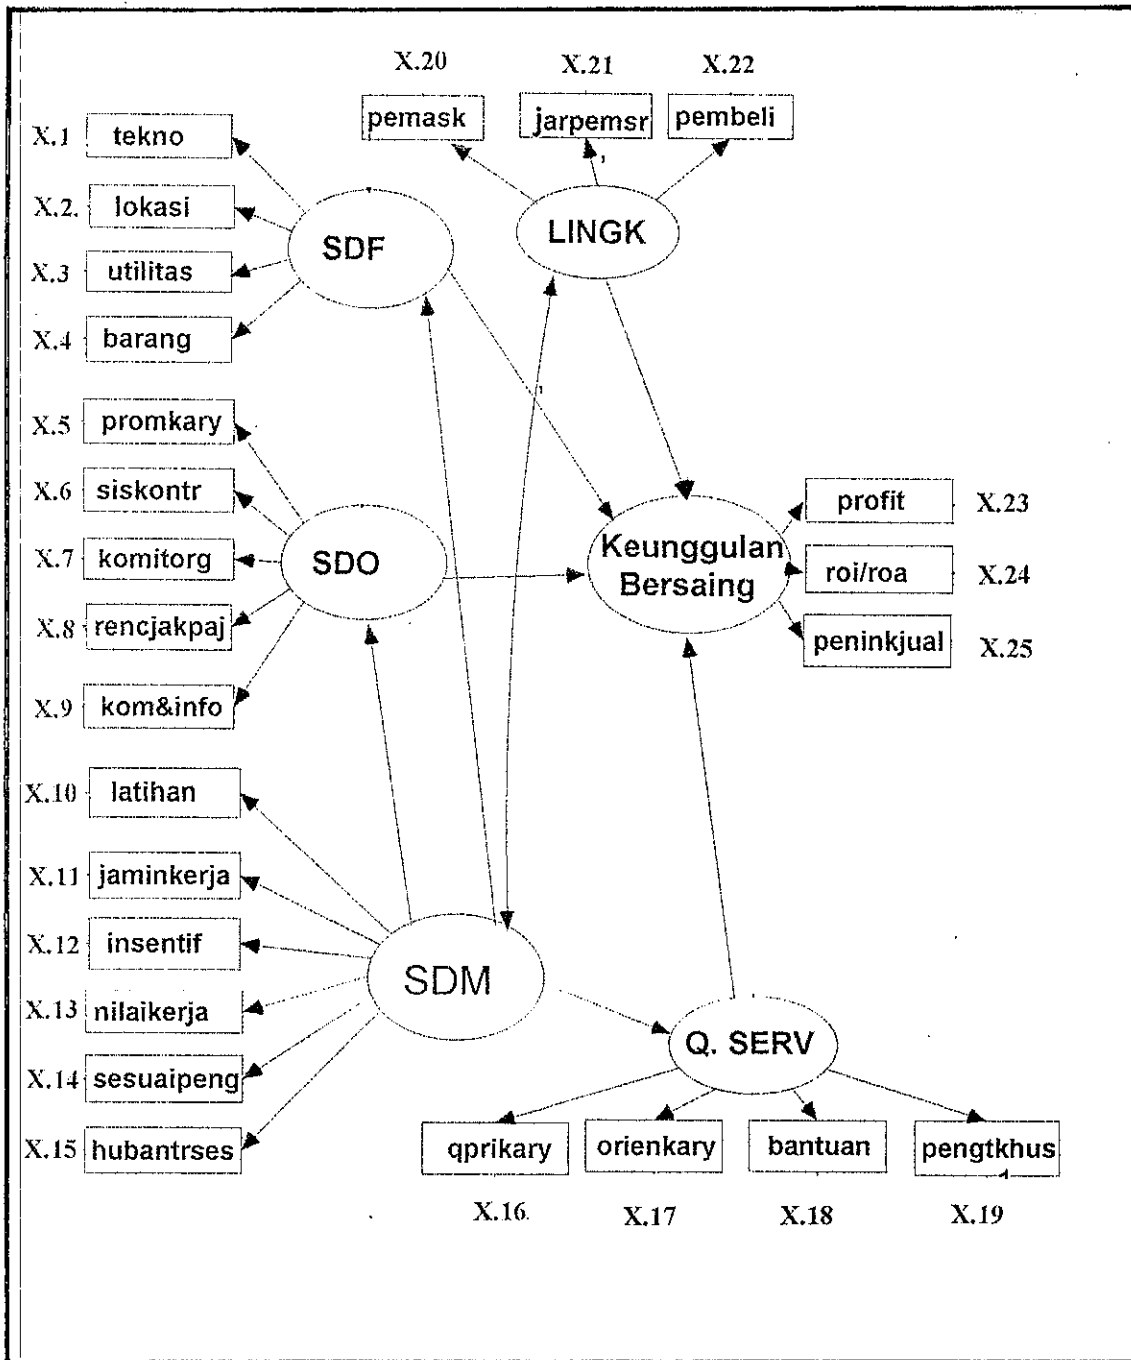 X.20
X.21
X.22
pemask
jarpemsr
pembeli
X.1 tekno
X.2. lokasi
X.3 utilitas
X.4 barang
SDF
LINGK
X.5 promkary
X.6 siskontr
X.7 komitorg
X.8 rencjakpaj
X.9 kom&info
SDO
Keunggulan
Bersaing
profit X.23
roi/roa X.24
peninkjual X.25
X.10 latihan
X.11 jaminkerja
X.12 insentif
X.13 nilaikerja
X.14 sesuaipeng
X.15 hubantrses
SDM
Q. SERV
qprikary
orienkary
bantuan
pengtkhus
X.16.
X.17
X.18
X.19